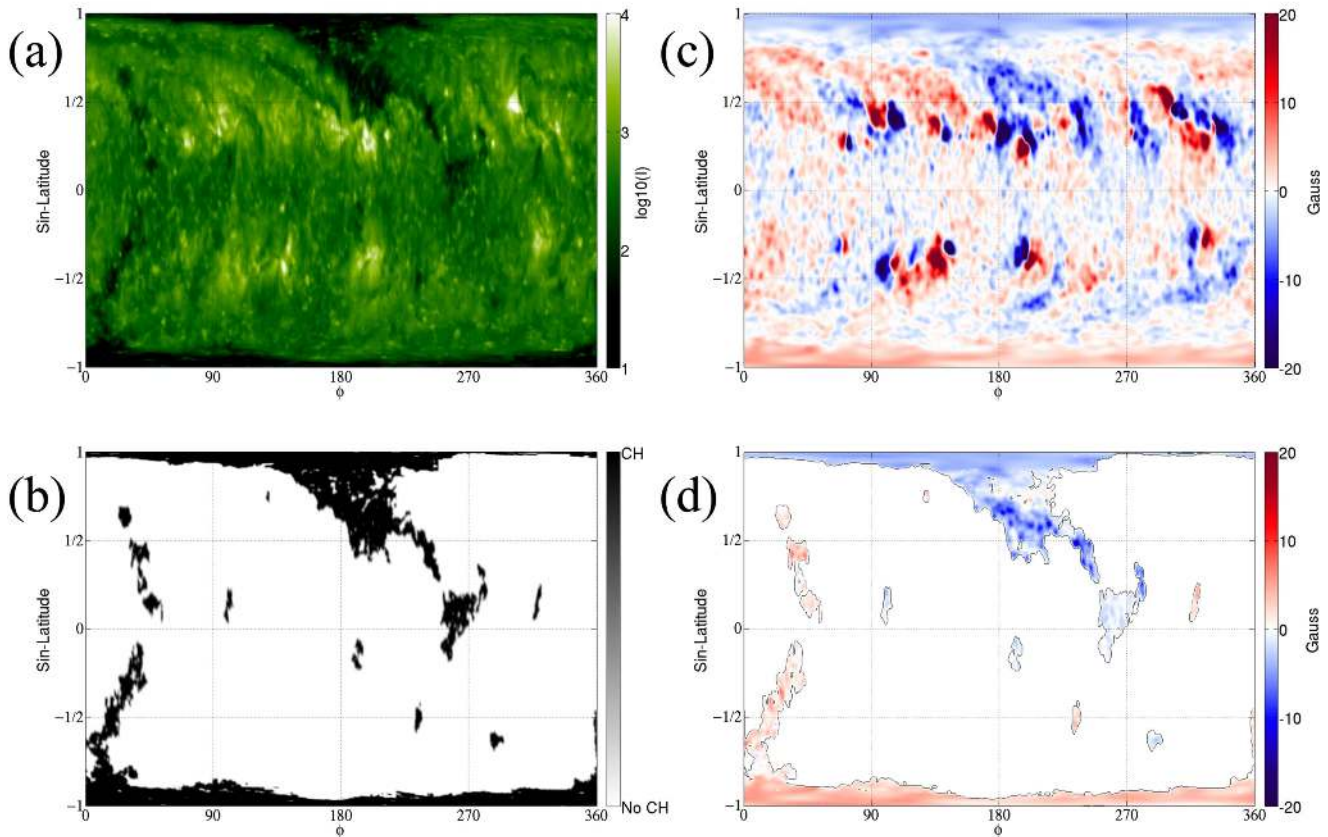 (a)
1
1/2
0
−1/2
−1
Sin-Latitude
0 90 180 270 360
ϕ
4
3
2
1
log10(I)
(c)
1
1/2
0
−1/2
−1
Sin-Latitude
0 90 180 270 360
ϕ
20
10
0
-10
-20
Gauss
(b)
1
1/2
0
−1/2
−1
Sin-Latitude
0 90 180 270 360
ϕ
CH
No CH
(d)
1
1/2
0
−1/2
−1
Sin-Latitude
0 90 180 270 360
ϕ
20
10
0
-10
-20
Gauss